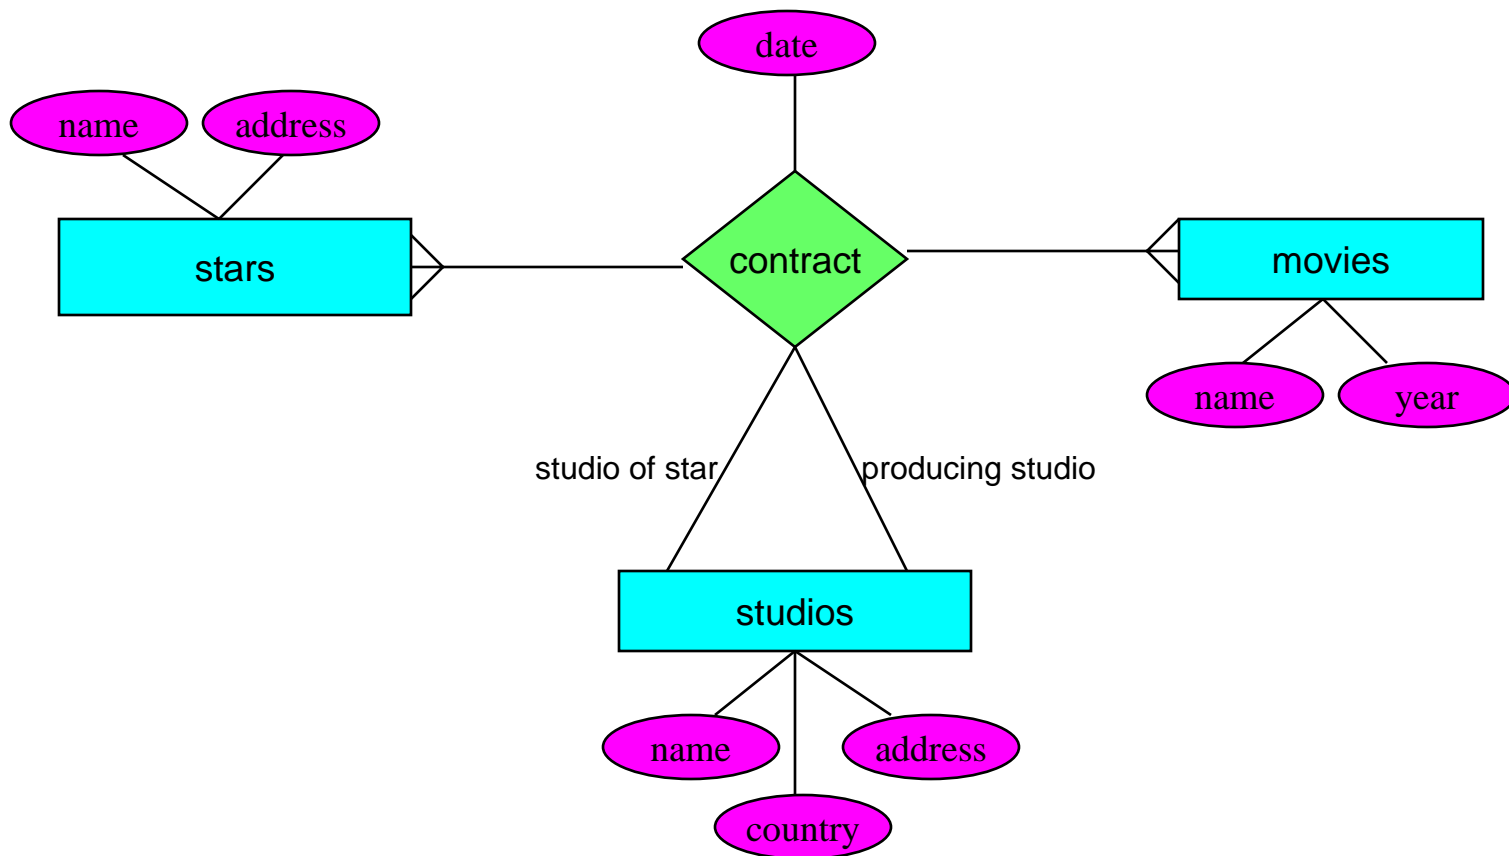 date
name
address
stars
contract
movies
name
year
studio of star
producing studio
studios
name
address
country